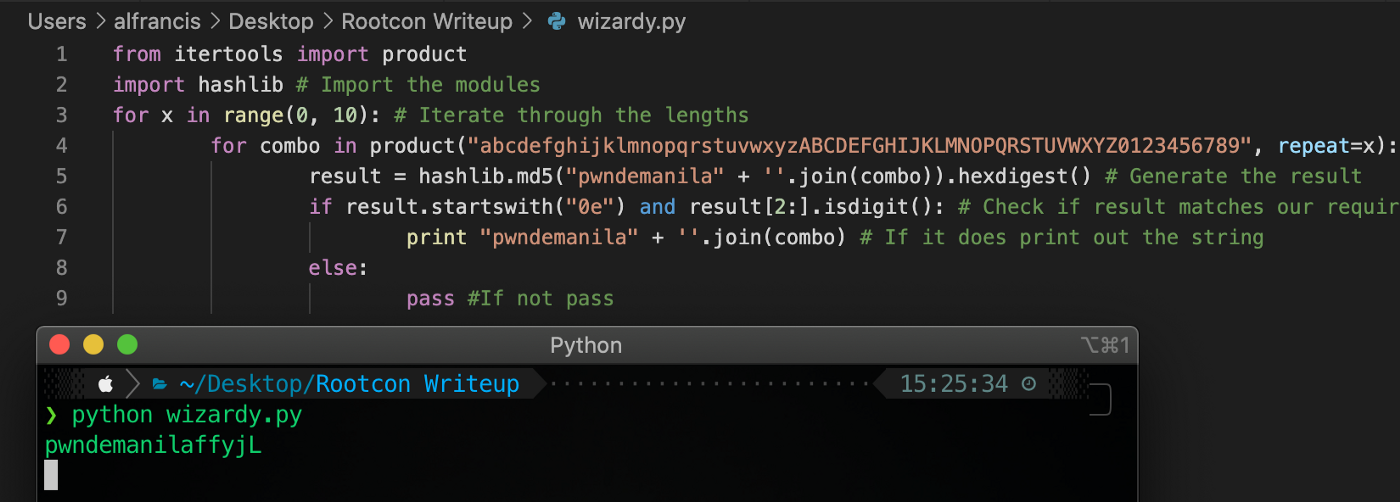 Users > alfrancis > Desktop > Rootcon Writeup > wizardy.py
1 from itertools import product
2 import hashlib # Import the modules
3 for x in range(0, 10): # Iterate through the lengths
4 for combo in product("abcdefghijklmnopqrstuvwxyzABCDEFGHIJKLMNOPQRSTUVWXYZ0123456789", repeat=x):
5 result = hashlib.md5("pwndemanila" + ''.join(combo)).hexdigest() # Generate the result
6 if result.startswith("0e") and result[2:].isdigit(): # Check if result matches our requir
7 print "pwndemanila" + ''.join(combo) # If it does print out the string
8 else:
9 pass #If not pass
Python ⌥⌘1
~/Desktop/Rootcon Writeup 15:25:34
❯ python wizardy.py
pwndemanilaffyjL